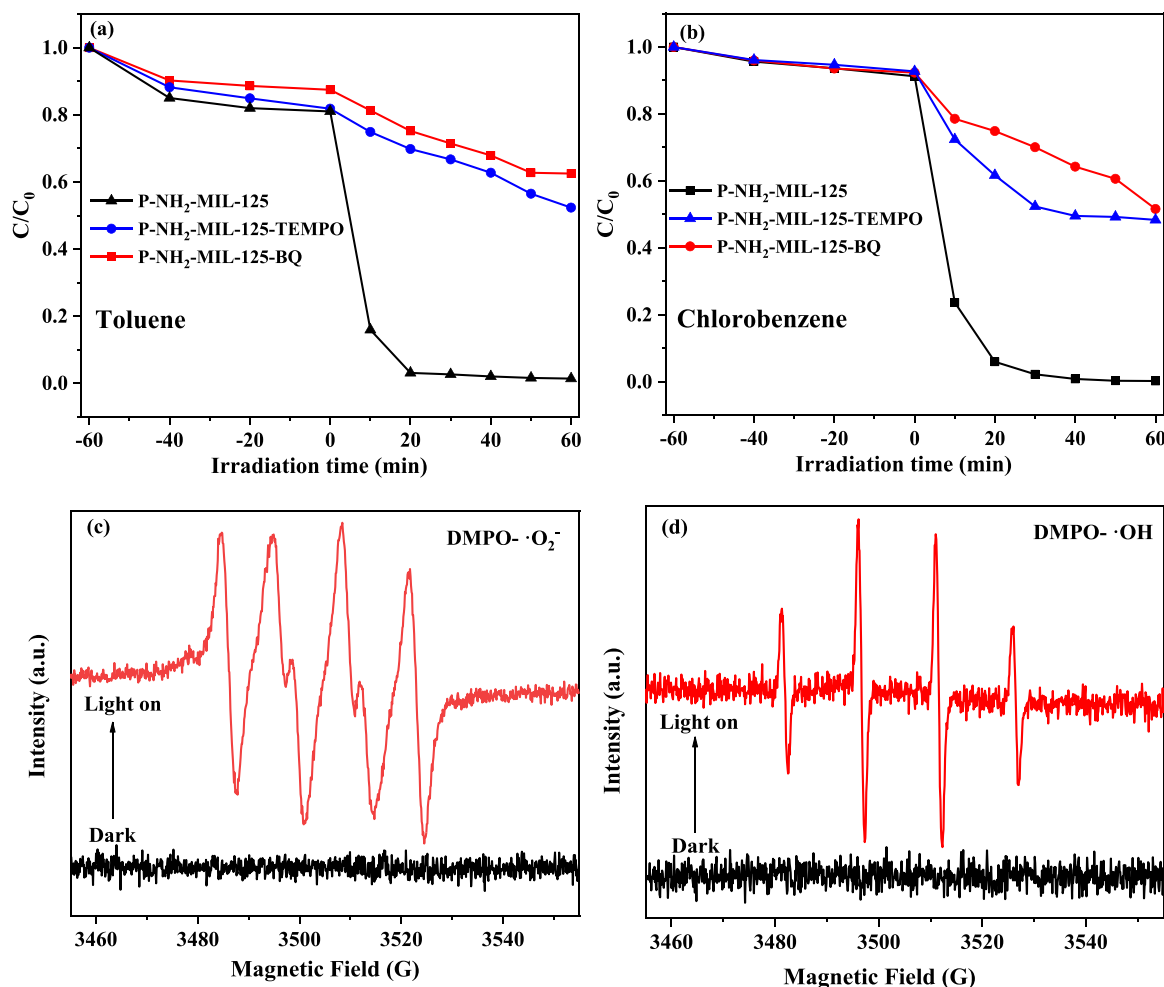 (a)
1.0
0.8
0.6
0.4
0.2
0.0
C/C₀
P-NH₂-MIL-125
P-NH₂-MIL-125-TEMPO
P-NH₂-MIL-125-BQ
Toluene
-60 -40 -20 0 20 40 60
Irradiation time (min)
(b)
1.0
0.8
0.6
0.4
0.2
0.0
C/C₀
P-NH₂-MIL-125
P-NH₂-MIL-125-TEMPO
P-NH₂-MIL-125-BQ
Chlorobenzene
-60 -40 -20 0 20 40 60
Irradiation time (min)
(c)
DMPO- ·O₂⁻
Intensity (a.u.)
Light on
Dark
3460 3480 3500 3520 3540
Magnetic Field (G)
(d)
DMPO- ·OH
Intensity (a.u.)
Light on
Dark
3460 3480 3500 3520 3540
Magnetic Field (G)